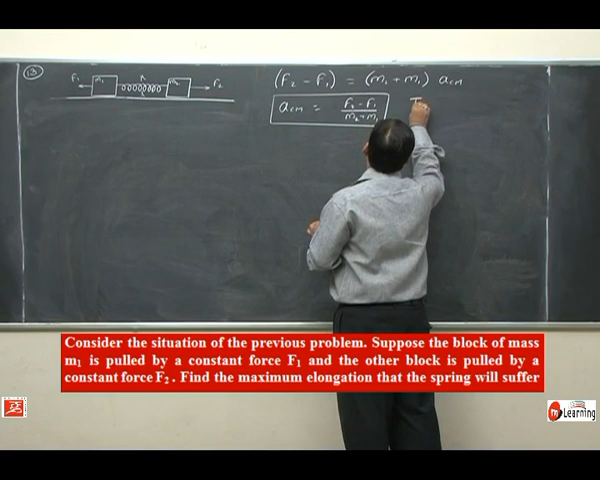 13
F₁ m₁ k m₂ F₂
(F₂ - F₁) = (m₁ + m₁) a_cm
a_cm = F₂ - F₁ / m₂ + m₁
Consider the situation of the previous problem. Suppose the block of mass
m₁ is pulled by a constant force F₁ and the other block is pulled by a
constant force F₂ . Find the maximum elongation that the spring will suffer
m Learning